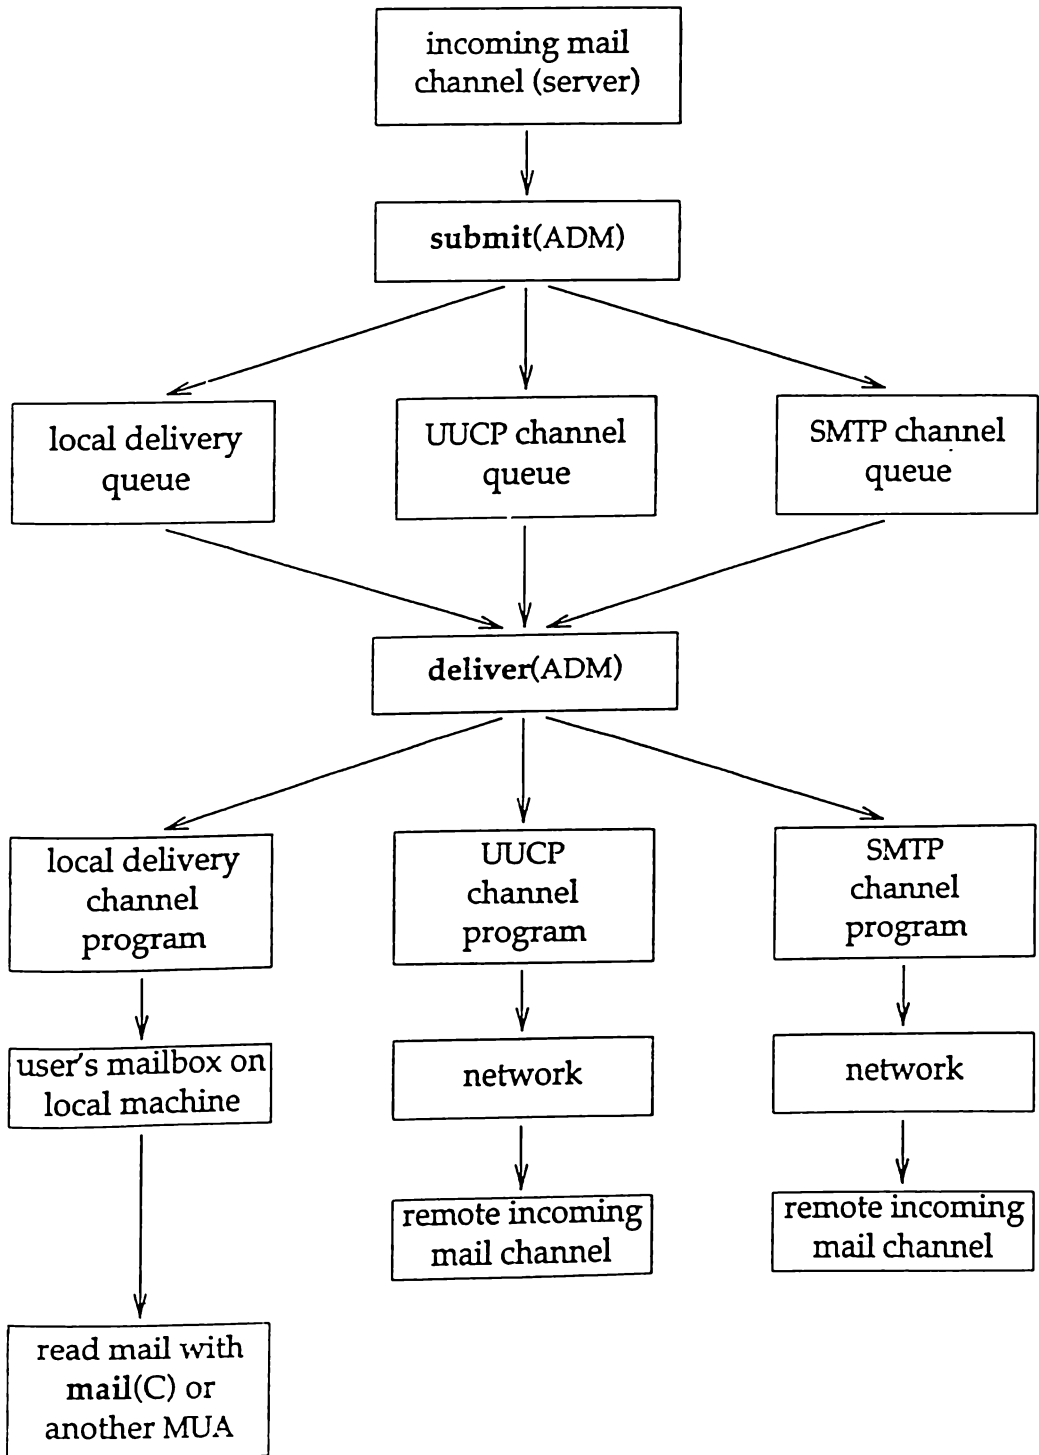 incoming mail
channel (server)
submit(ADM)
local delivery
queue
UUCP channel
queue
SMTP channel
queue
deliver(ADM)
local delivery
channel
program
UUCP
channel
program
SMTP
channel
program
user's mailbox on
local machine
network
network
remote incoming
mail channel
remote incoming
mail channel
read mail with
mail(C) or
another MUA